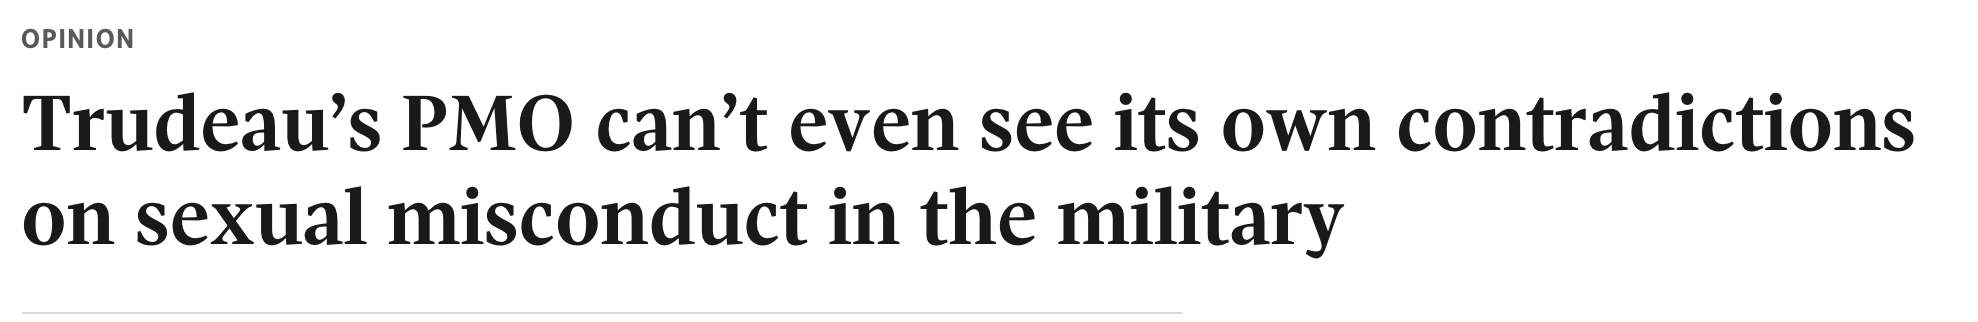 OPINION
Trudeau’s PMO can’t even see its own contradictions
on sexual misconduct in the military